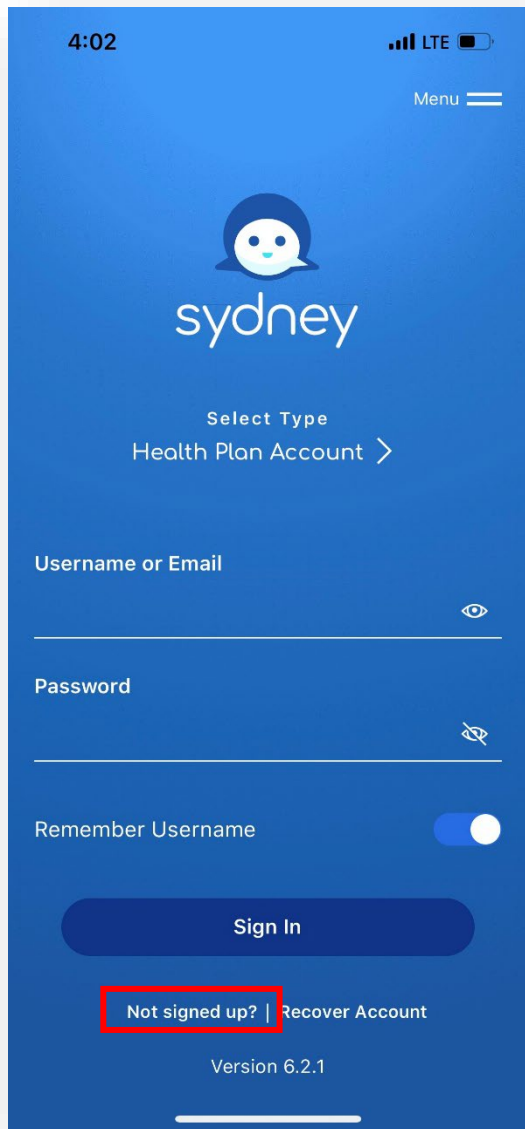 4:02 LTE
Menu
sydney
Select Type
Health Plan Account >
Username or Email
Password
Remember Username
Sign In
Not signed up? | Recover Account
Version 6.2.1